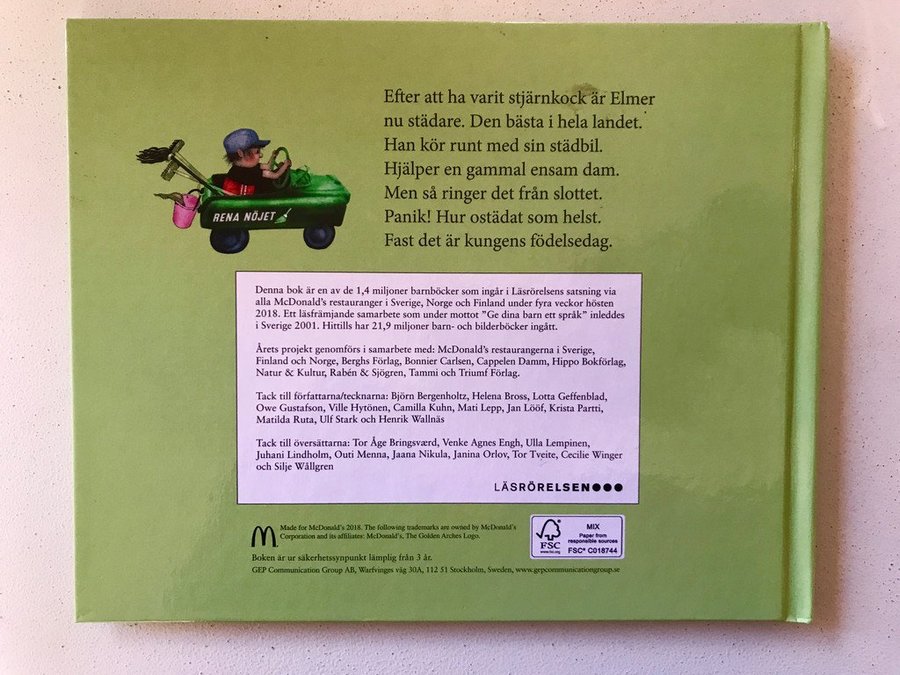 Efter att ha varit stjärnkock är Elmer
nu städare. Den bästa i hela landet.
Han kör runt med sin städbil.
Hjälper en gammal ensam dam.
Men så ringer det från slottet.
Panik! Hur ostädat som helst.
Fast det är kungens födelsedag.
RENA NÖJET
Denna bok är en av de 1,4 miljoner barnböcker som ingår i Läsrörelsens satsning via
alla McDonald's restauranger i Sverige, Norge och Finland under fyra veckor hösten
2018. Ett läsfrämjande samarbete som under mottot "Ge dina barn ett språk" inleddes
i Sverige 2001. Hittills har 21,9 miljoner barn- och bilderböcker ingått.
Årets projekt genomförs i samarbete med: McDonald's restaurangerna i Sverige,
Finland och Norge, Berghs Förlag, Bonnier Carlsen, Cappelen Damm, Hippo Bokförlag,
Natur & Kultur, Rabén & Sjögren, Tammi och Triumf Förlag.
Tack till författarna/tecknarna: Björn Bergenholtz, Helena Bross, Lotta Geffenblad,
Owe Gustafson, Ville Hytönen, Camilla Kuhn, Mati Lepp, Jan Lööf, Krista Partti,
Matilda Ruta, Ulf Stark och Henrik Wallnäs
Tack till översättarna: Tor Åge Bringsværd, Venke Agnes Engh, Ulla Lempinen,
Juhani Lindholm, Outi Menna, Jaana Nikula, Janina Orlov, Tor Tveite, Cecilie Winger
och Silje Wållgren
LÄSRÖRELSEN
Made for McDonald's 2018. The following trademarks are owned by McDonald's
Corporation and its affiliates: McDonald's, The Golden Arches Logo.
Boken är ur säkerhetssynpunkt lämplig från 3 år.
GEP Communication Group AB, Warfvinges väg 30A, 112 51 Stockholm, Sweden, www.gepcommunicationgroup.se
FSC
www.fsc.org
MIX
Paper from
responsible sources
FSC® C018744